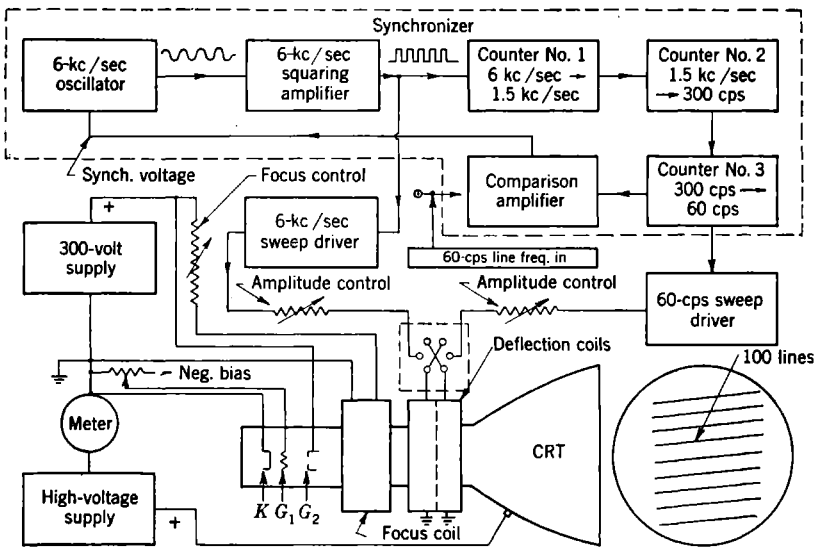 Synchronizer
6-kc/sec
oscillator
6-kc/sec
squaring
amplifier
Counter No. 1
6 kc/sec →
1.5 kc/sec
Counter No. 2
1.5 kc/sec
→ 300 cps
Synch. voltage
Focus control
Comparison
amplifier
Counter No. 3
300 cps →
60 cps
+
300-volt
supply
6-kc/sec
sweep driver
60-cps line freq. in
Amplitude control
Amplitude control
60-cps sweep
driver
Deflection coils
100 lines
– Neg. bias
Meter
CRT
High-voltage
supply
+
K G1 G2
Focus coil